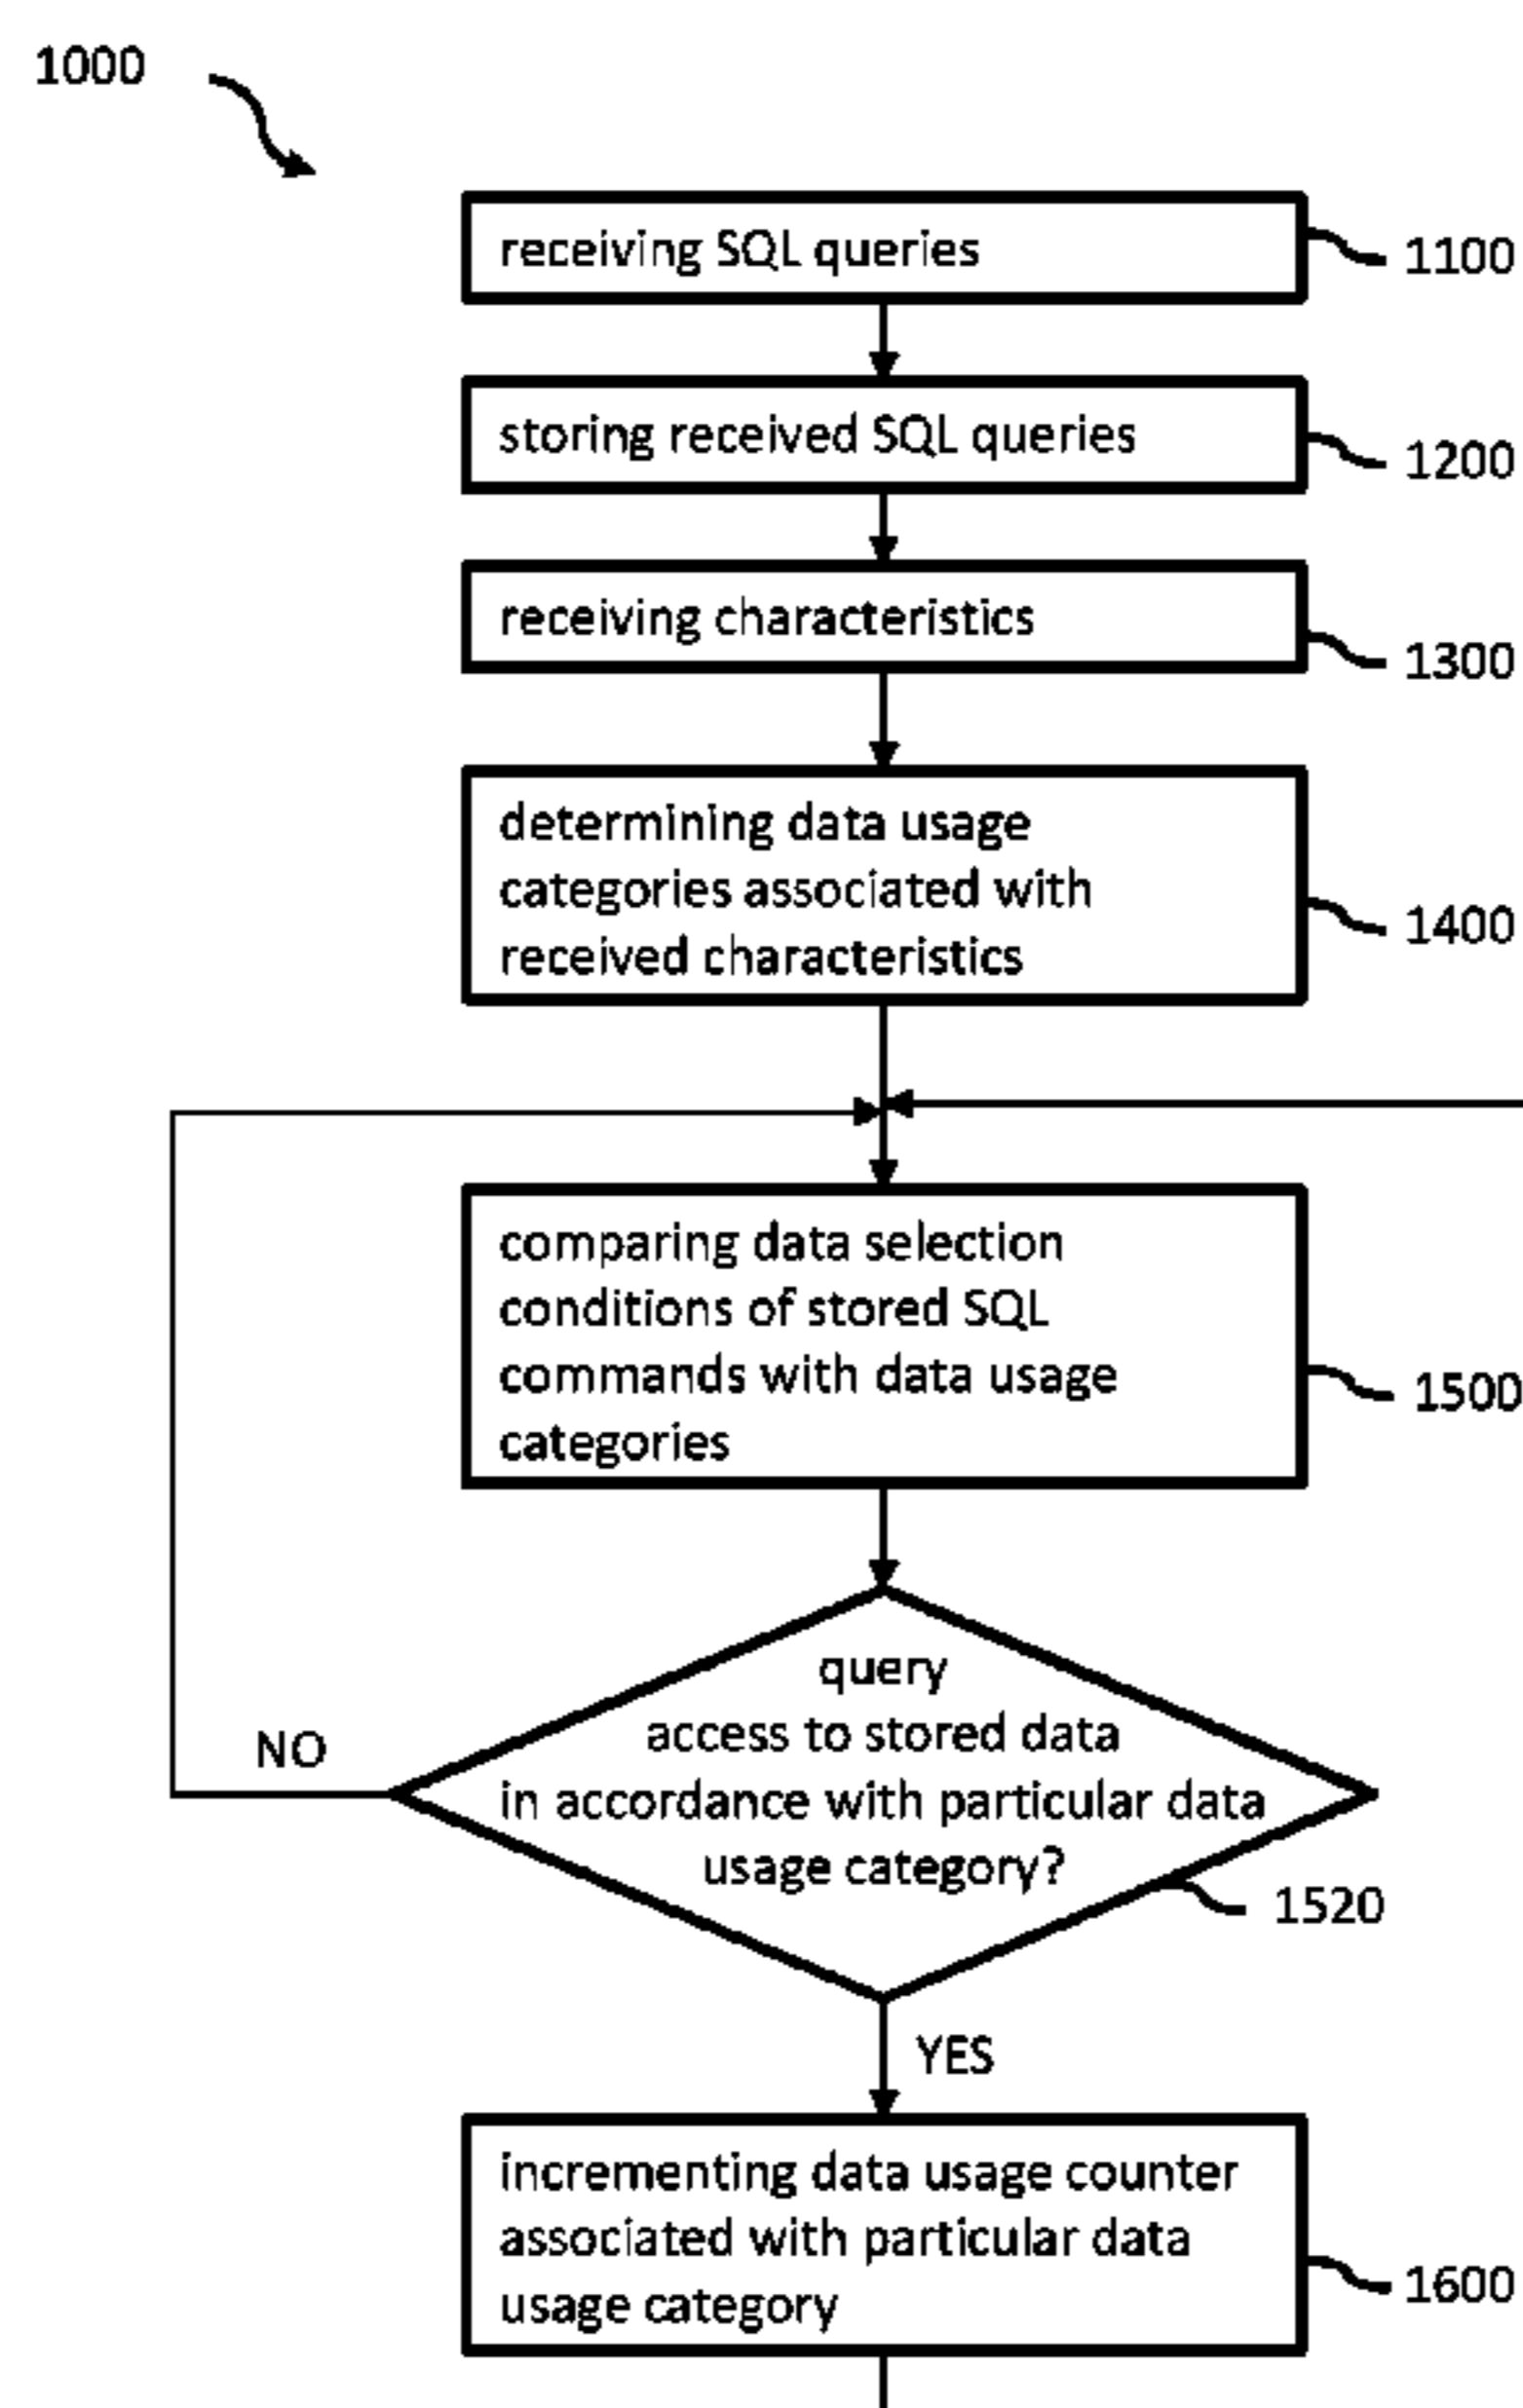 1000
receiving SQL queries
1100
storing received SQL queries
1200
receiving characteristics
1300
determining data usage
categories associated with
received characteristics
1400
comparing data selection
conditions of stored SQL
commands with data usage
categories
1500
query
access to stored data
in accordance with particular data
usage category?
NO
1520
YES
incrementing data usage counter
associated with particular data
usage category
1600